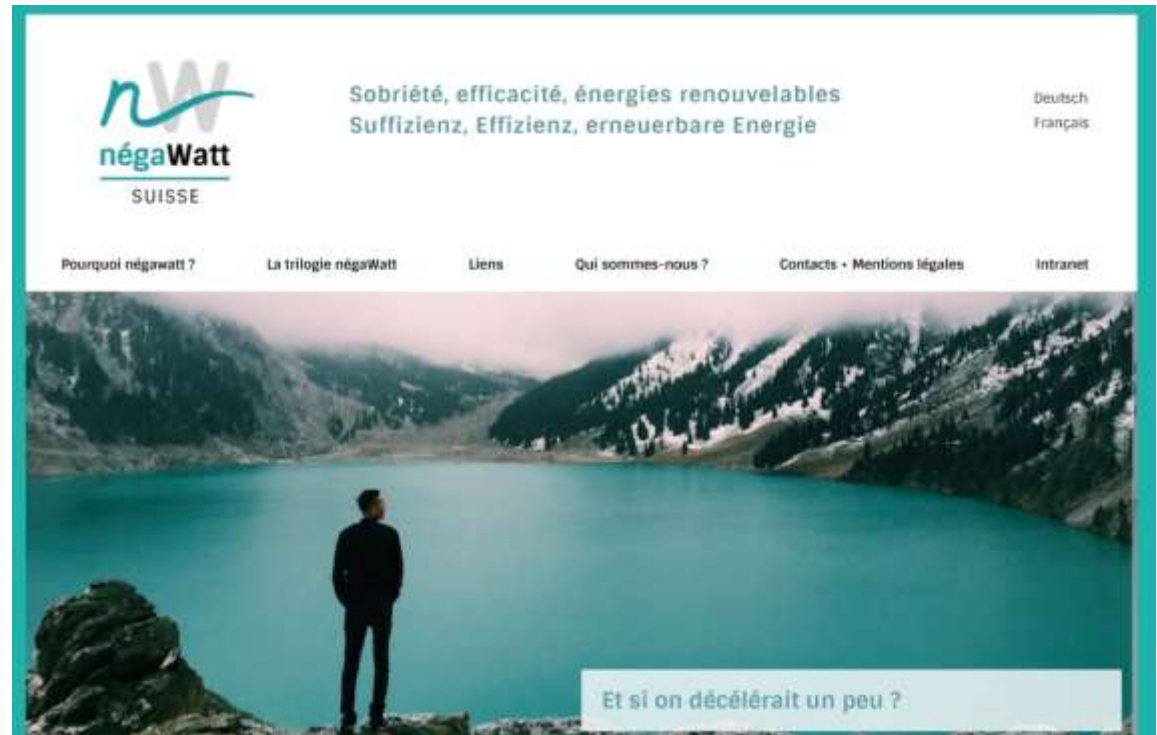 nW
négaWatt
SUISSE
Sobriété, efficacité, énergies renouvelables
Suffizienz, Effizienz, erneuerbare Energie
Deutsch
Français
Pourquoi négawatt ?
La trilogie négaWatt
Liens
Qui sommes-nous ?
Contacts + Mentions légales
Intranet
Et si on décélérait un peu ?